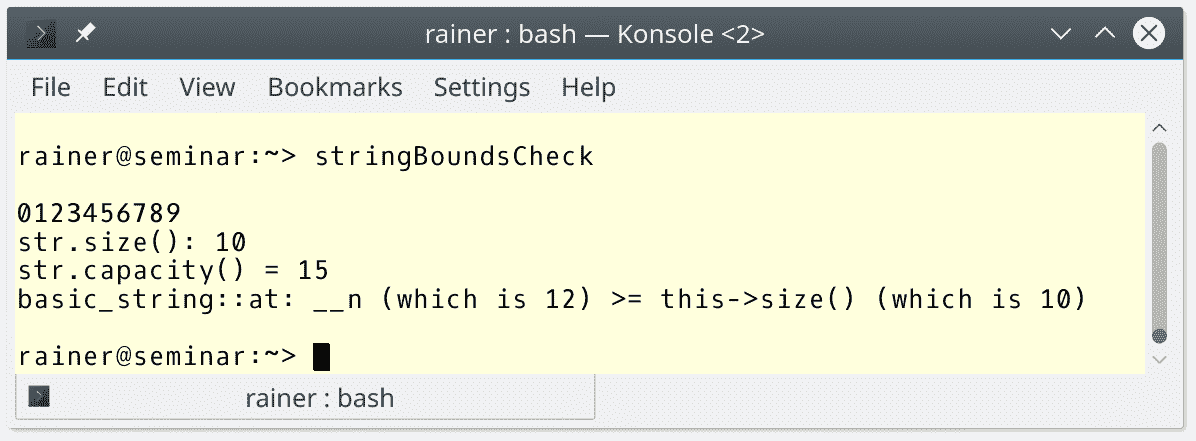 rainer : bash — Konsole <2>
File Edit View Bookmarks Settings Help
rainer@seminar:~> stringBoundsCheck
0123456789
str.size(): 10
str.capacity() = 15
basic_string::at: __n (which is 12) >= this->size() (which is 10)
rainer@seminar:~>
rainer : bash